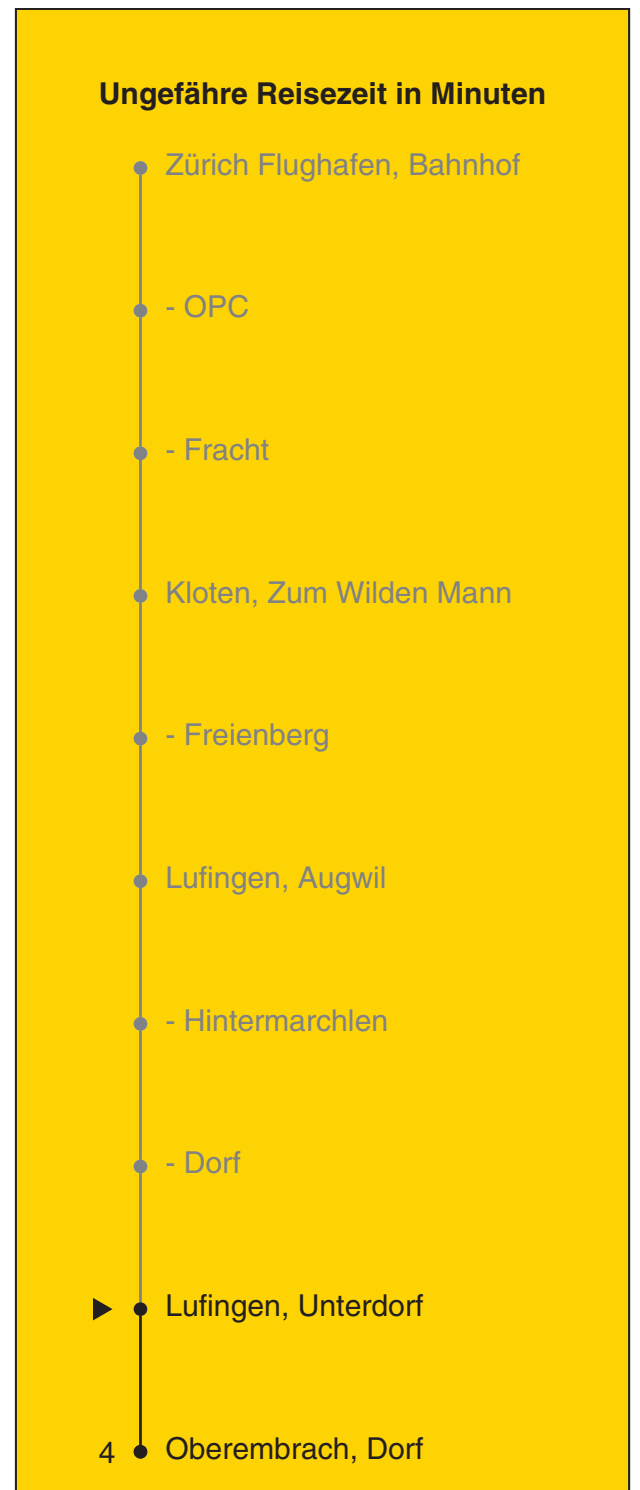 Ungefähre Reisezeit in Minuten
Zürich Flughafen, Bahnhof
- OPC
- Fracht
Kloten, Zum Wilden Mann
- Freienberg
Lufingen, Augwil
- Hintermarchlen
- Dorf
Lufingen, Unterdorf
4 Oberembrach, Dorf